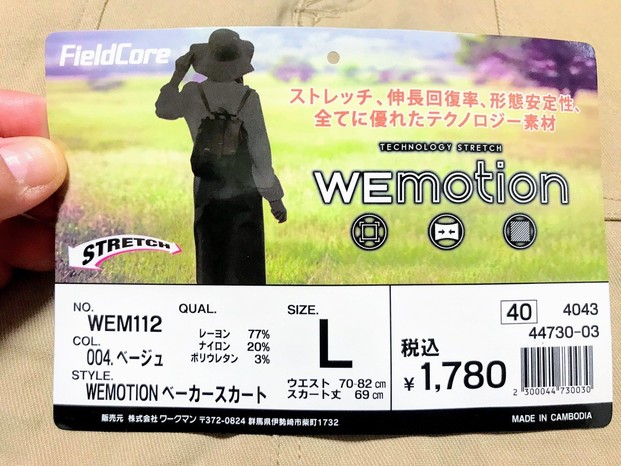 FieldCore
ストレッチ、伸長回復率、形態安定性、
全てに優れたテクノロジー素材
TECHNOLOGY STRETCH
WEmotion
STRETCH
NO.
WEM112
COL.
004.ベージュ
STYLE.
WEMOTION ベーカースカート
QUAL.
レーヨン 77%
ナイロン 20%
ポリウレタン 3%
SIZE.
L
ウエスト 70-82cm
スカート丈 69cm
40 4043
44730-03
税込
¥1,780
2 300044 730030
販売元 株式会社 ワークマン 〒372-0824 群馬県伊勢崎市柴町1732
MADE IN CAMBODIA